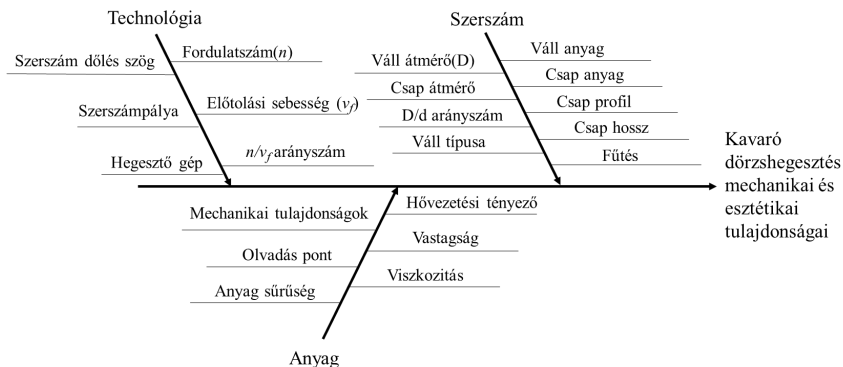 Technológia
Szerszám
Szerszám dőlés szög
Fordulatszám(n)
Szerszámpálya
Előtolási sebesség (vf)
Hegesztő gép
n/vf arányszám
Váll átmérő(D)
Csap átmérő
D/d arányszám
Váll típusa
Váll anyag
Csap anyag
Csap profil
Csap hossz
Fűtés
Kavaró
dörzshegesztés
mechanikai és
esztétikai
tulajdonságai
Mechanikai tulajdonságok
Olvadás pont
Anyag sűrűség
Hővezetési tényező
Vastagság
Viszkozitás
Anyag